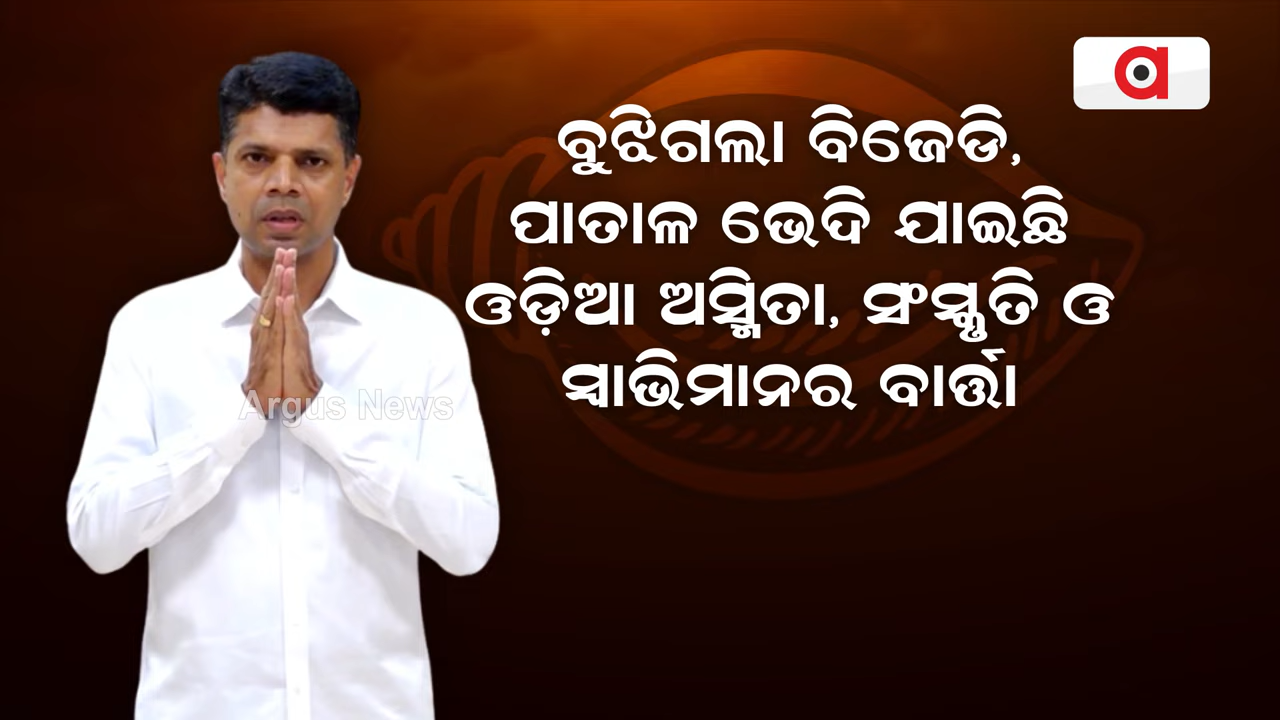 ବୁଝିଗଲା ବିଜେଡି,
ପାତାଳ ଭେଦି ଯାଇଛି
ଓଡ଼ିଆ ଅସ୍ମିତା, ସଂସ୍କୃତି ଓ
ସ୍ୱାଭିମାନର ବାର୍ତ୍ତା
Argus News